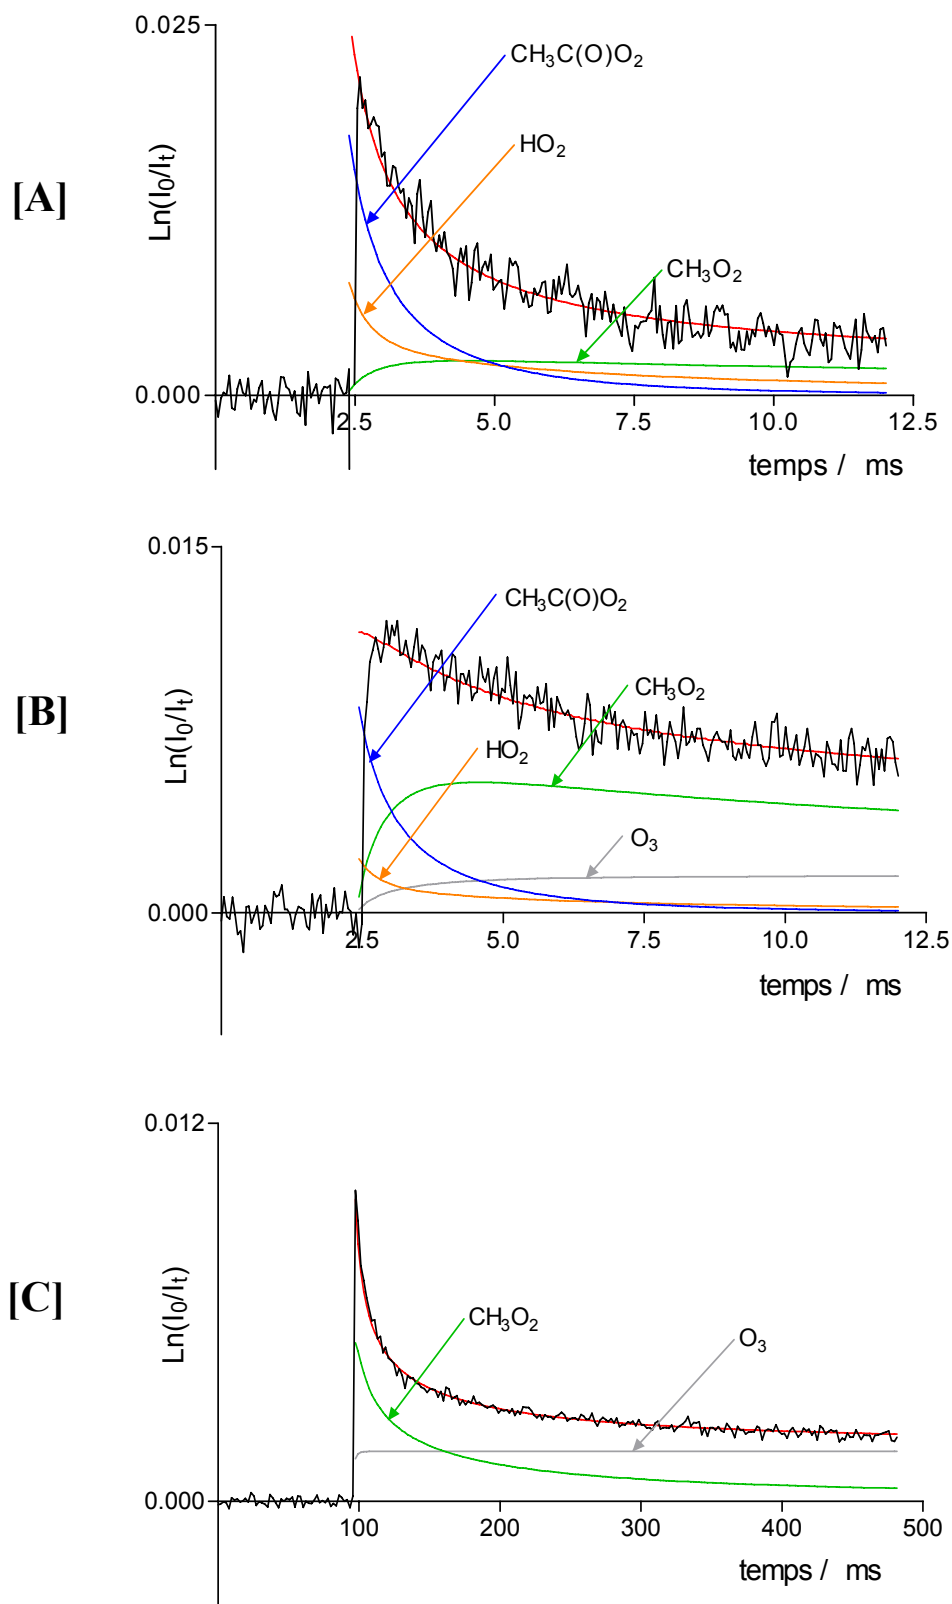 [A]
Ln(I0/It)
0.025
0.000
CH3C(O)O2
HO2
CH3O2
2.5 5.0 7.5 10.0 12.5
temps / ms
[B]
Ln(I0/It)
0.015
0.000
CH3C(O)O2
CH3O2
HO2
O3
2.5 5.0 7.5 10.0 12.5
temps / ms
[C]
Ln(I0/It)
0.012
0.000
CH3O2
O3
100 200 300 400 500
temps / ms